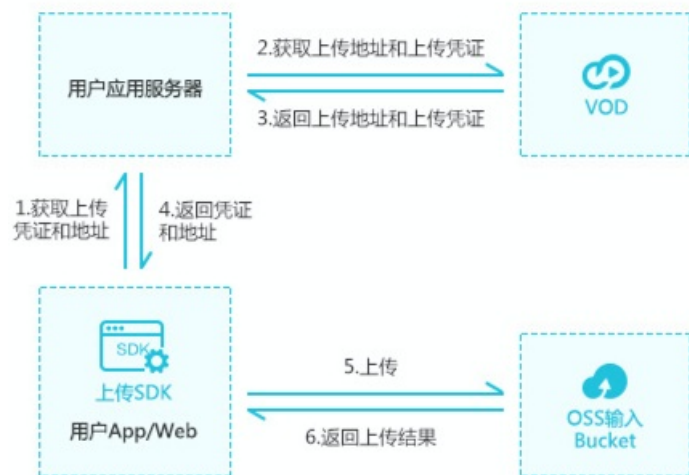 2.获取上传地址和上传凭证
用户应用服务器
VOD
3.返回上传地址和上传凭证
1.获取上传
凭证和地址
4.返回凭证
和地址
SDK
上传SDK
用户App/Web
5.上传
6.返回上传结果
OSS输入
Bucket